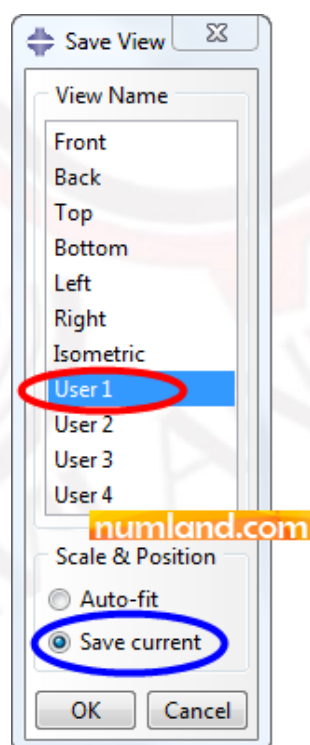 Save View
View Name
Front
Back
Top
Bottom
Left
Right
Isometric
User 1
User 2
User 3
User 4
numland.com
Scale & Position
Auto-fit
Save current
OK Cancel